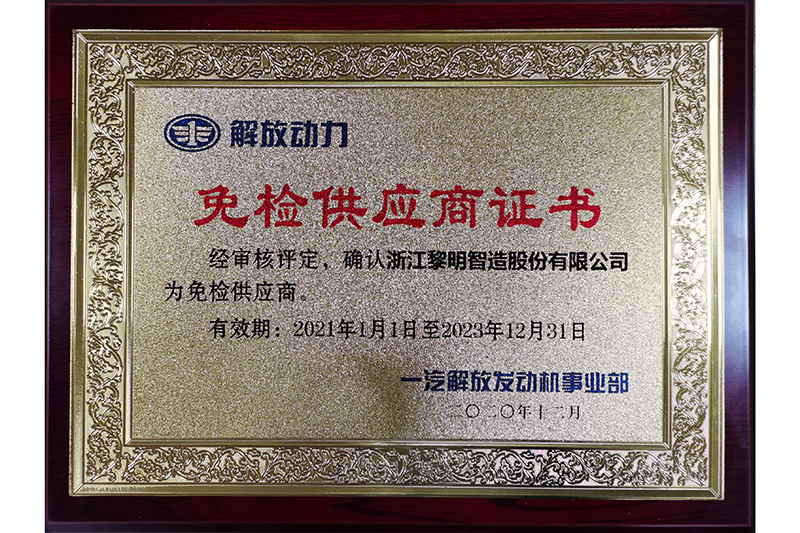 解放动力
免检供应商证书
经审核评定，确认浙江黎明智造股份有限公司
为免检供应商。
有效期：2021年1月1日至2023年12月31日
一汽解放发动机事业部
二〇二〇年十二月